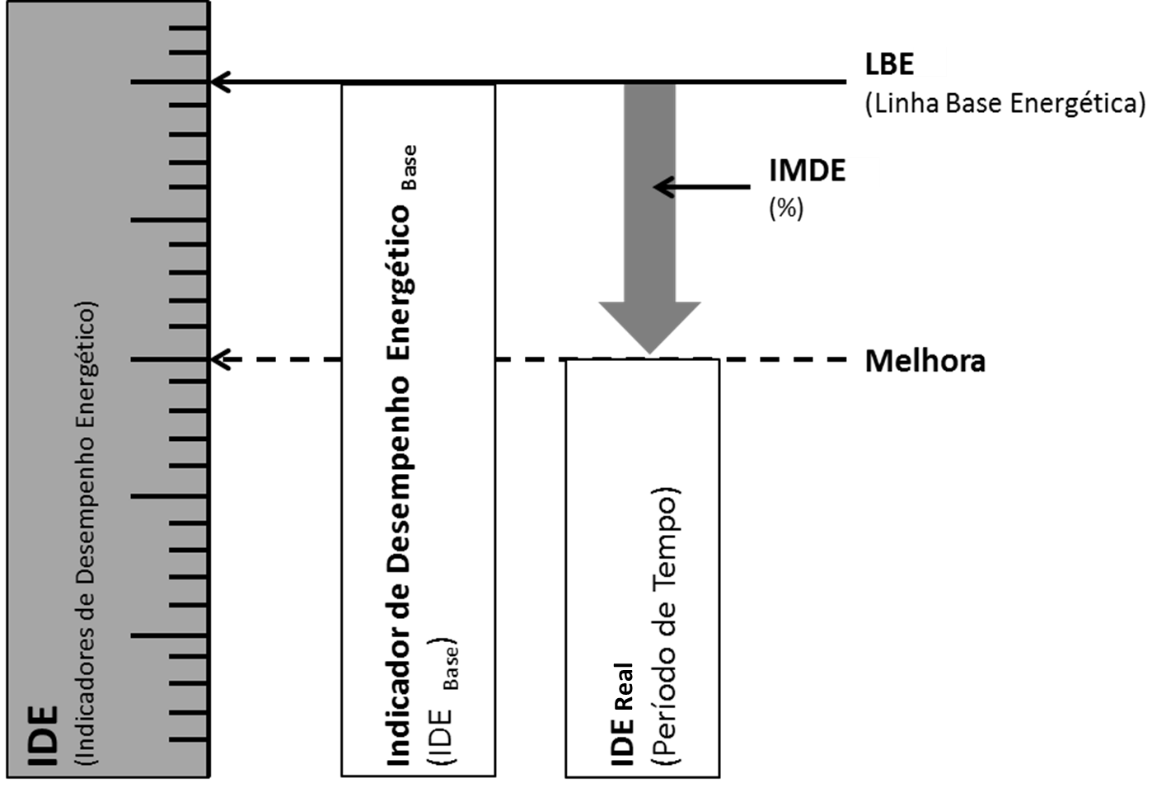 IDE
(Indicadores de Desempenho Energético)
Indicador de Desempenho Energético Base
(IDE Base)
IDE Real
(Período de Tempo)
LBE
(Linha Base Energética)
IMDE
(%)
Melhora